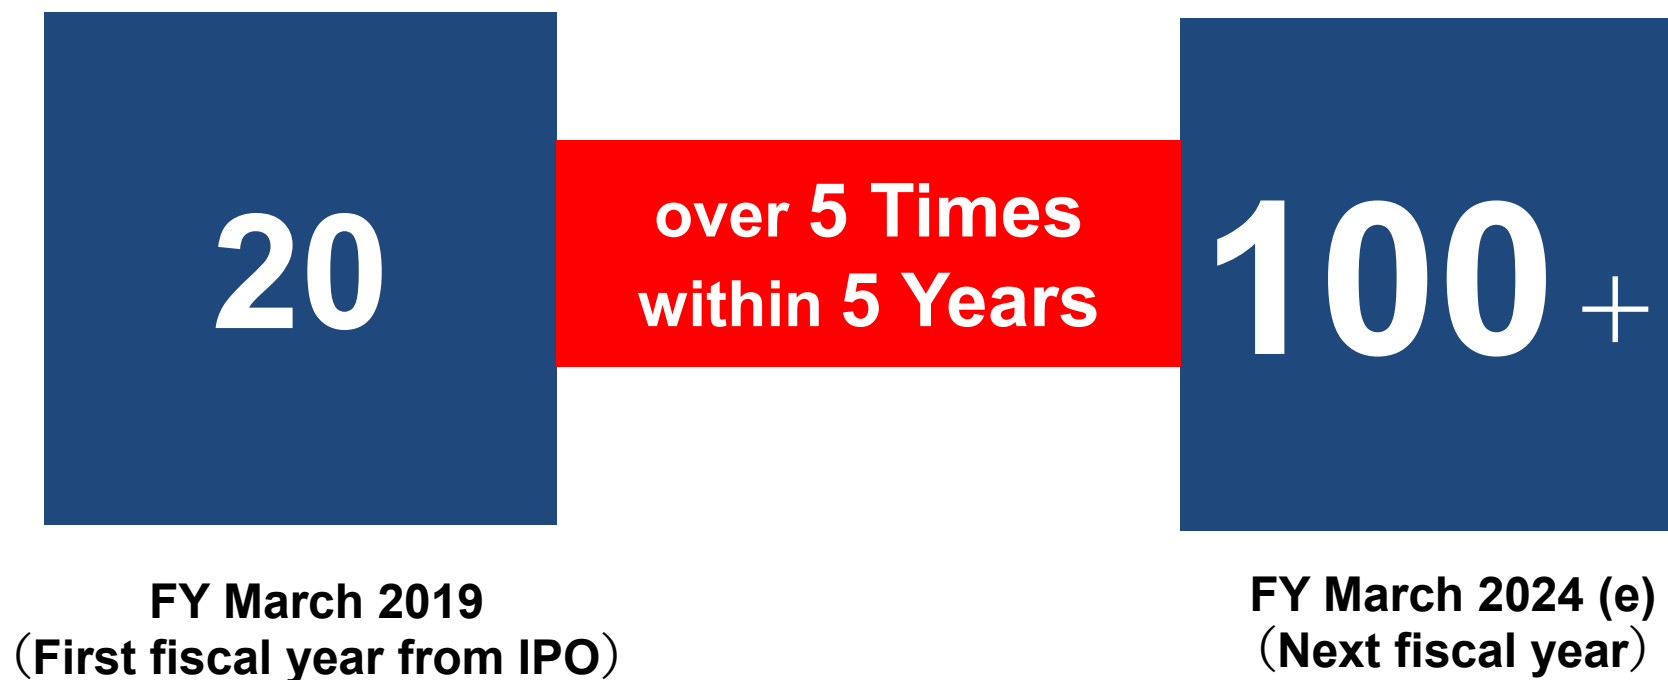 20
over 5 Times
within 5 Years
100+
FY March 2019
（First fiscal year from IPO）
FY March 2024 (e)
（Next fiscal year）